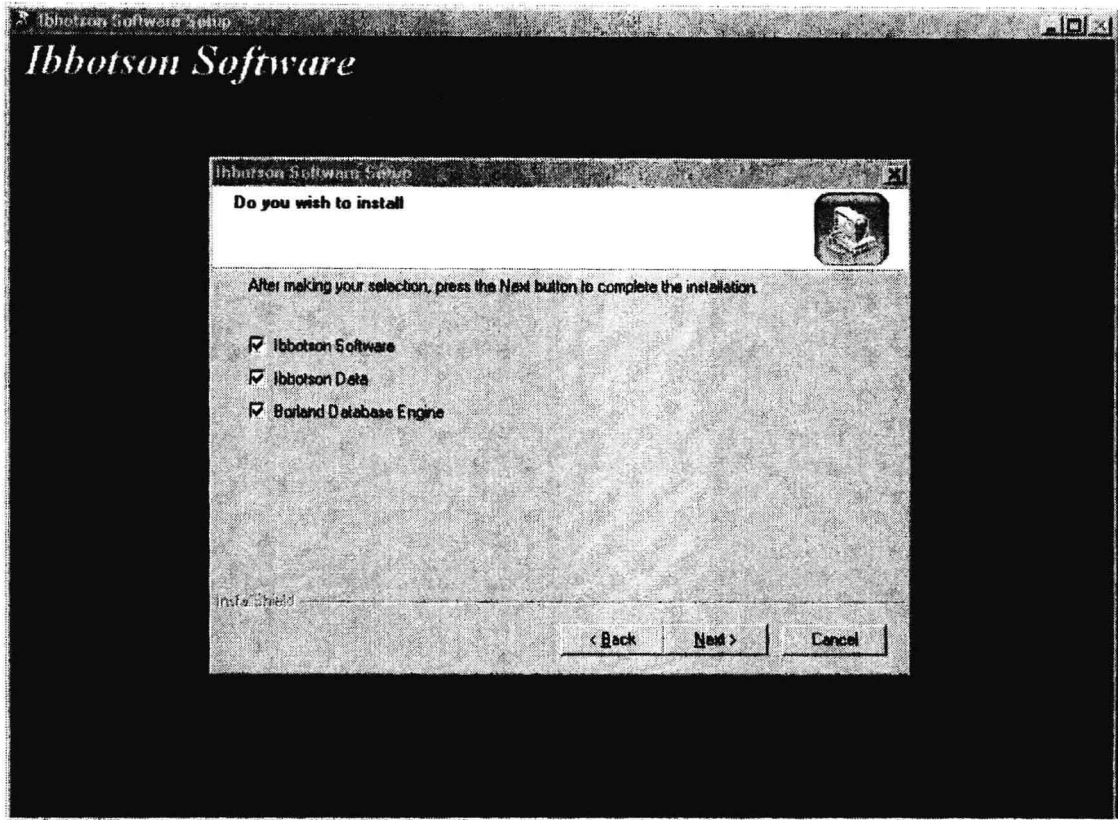 Ibbotson Software Setup
Ibbotson Software
Ibbotson Software Setup
Do you wish to install
After making your selection, press the Next button to complete the installation.
Ibbotson Software
Ibbotson Data
Borland Database Engine
InstallShield
< Back Next > Cancel